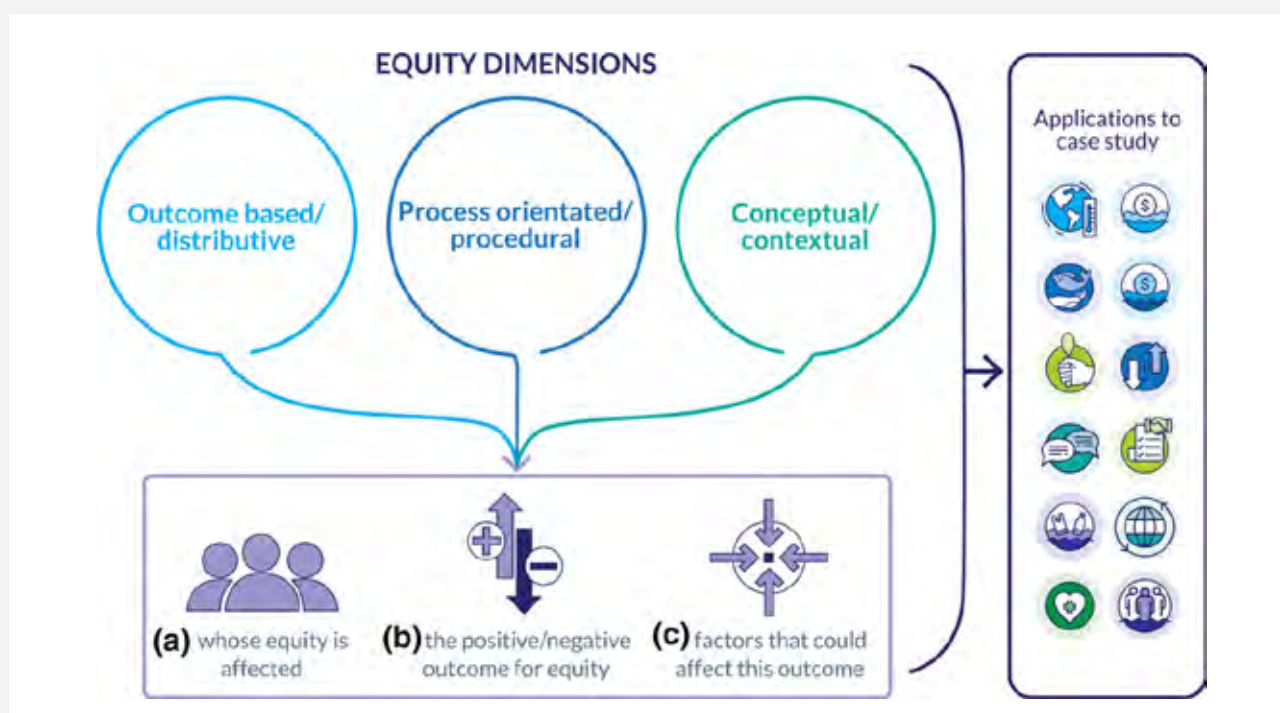 EQUITY DIMENSIONS
Outcome based/
distributive
Process orientated/
procedural
Conceptual/
contextual
(a) whose equity is
affected
(b) the positive/negative
outcome for equity
(c) factors that could
affect this outcome
Applications to
case study
$
$